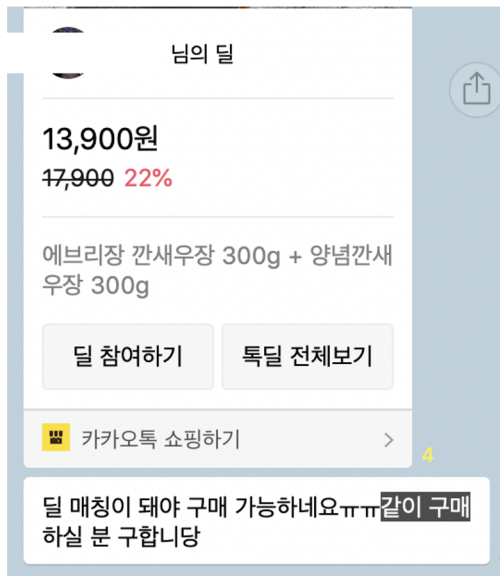 님의 딜
13,900원
17,900 22%
에브리장 깐새우장 300g + 양념깐새
우장 300g
딜 참여하기 톡딜 전체보기
카카오톡 쇼핑하기
4
딜 매칭이 돼야 구매 가능하네요ㅠㅠ같이 구매
하실 분 구합니당